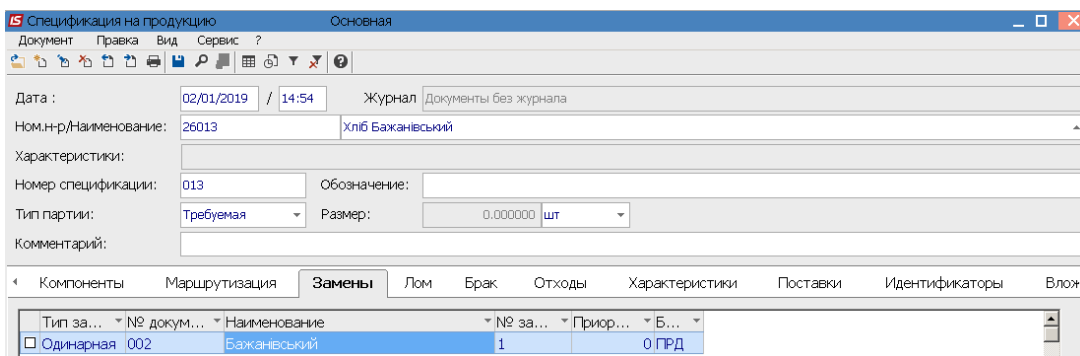 IS Спецификация на продукцию Основная
Документ Правка Вид Сервис ?
Дата : 02/01/2019 / 14:54 Журнал Документы без журнала
Ном.н-р/Наименование: 26013 Хліб Бажанівський
Характеристики:
Номер спецификации: 013 Обозначение:
Тип партии: Требуемая Размер: 0.000000 шт
Комментарий:
Компоненты Маршрутизация Замены Лом Брак Отходы Характеристики Поставки Идентификаторы Влож
Тип за... № докум... Наименование № за... Приор... Б...
Одинарная 002 Бажанівський 1 0 ПРД